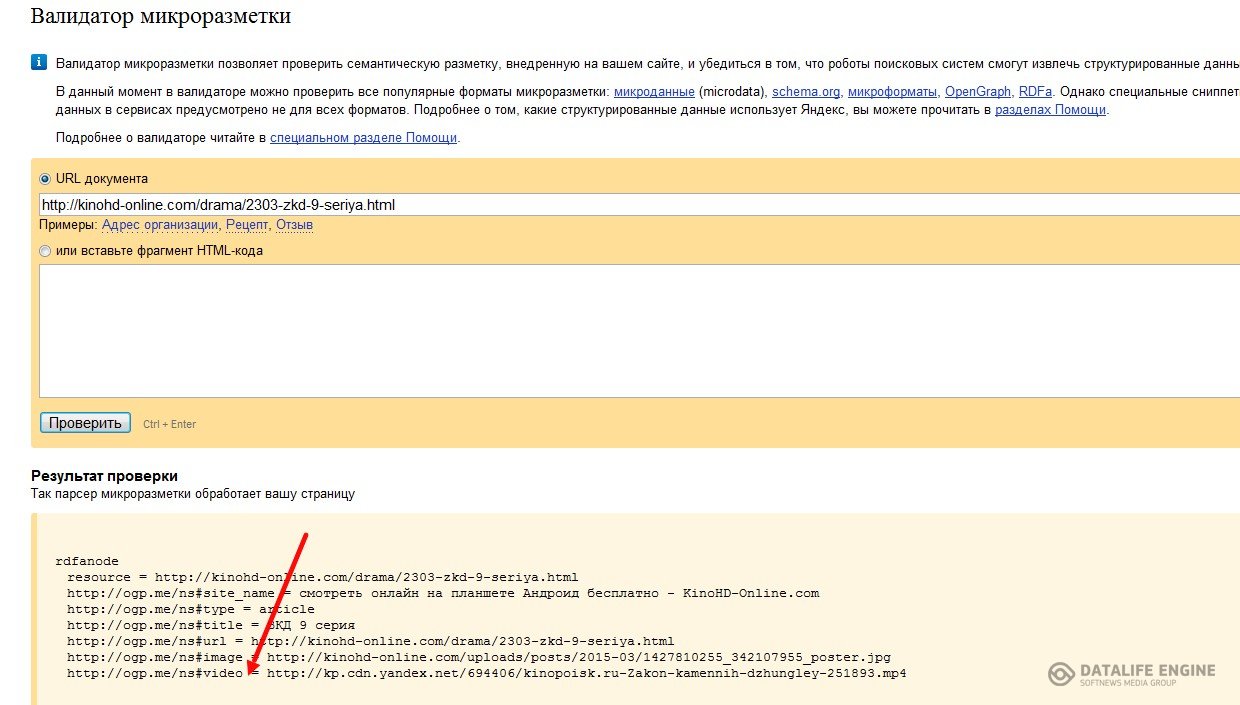 Валидатор микроразметки
Валидатор микроразметки позволяет проверить семантическую разметку, внедренную на вашем сайте, и убедиться в том, что роботы поисковых систем смогут извлечь структурированные данны
В данный момент в валидаторе можно проверить все популярные форматы микроразметки: микроданные (microdata), schema.org, микроформаты, OpenGraph, RDFa. Однако специальные сниппет
данных в сервисах предусмотрено не для всех форматов. Подробнее о том, какие структурированные данные использует Яндекс, вы можете прочитать в разделах Помощи.
Подробнее о валидаторе читайте в специальном разделе Помощи.
URL документа
http://kinohd-online.com/drama/2303-zkd-9-seriya.html
Примеры: Адрес организации, Рецепт, Отзыв
или вставьте фрагмент HTML-кода
Проверить Ctrl + Enter
Результат проверки
Так парсер микроразметки обработает вашу страницу
rdfanode
resource = http://kinohd-online.com/drama/2303-zkd-9-seriya.html
http://ogp.me/ns#site_name = смотреть онлайн на планшете Андроид бесплатно - KinoHD-Online.com
http://ogp.me/ns#type = article
http://ogp.me/ns#title = ЗКД 9 серия
http://ogp.me/ns#url = http://kinohd-online.com/drama/2303-zkd-9-seriya.html
http://ogp.me/ns#image = http://kinohd-online.com/uploads/posts/2015-03/1427810255_342107955_poster.jpg
http://ogp.me/ns#video = http://kp.cdn.yandex.net/694406/kinopoisk.ru-Zakon-kamennih-dzhungley-251893.mp4
DATALIFE ENGINE
SOFTNEWS MEDIA GROUP